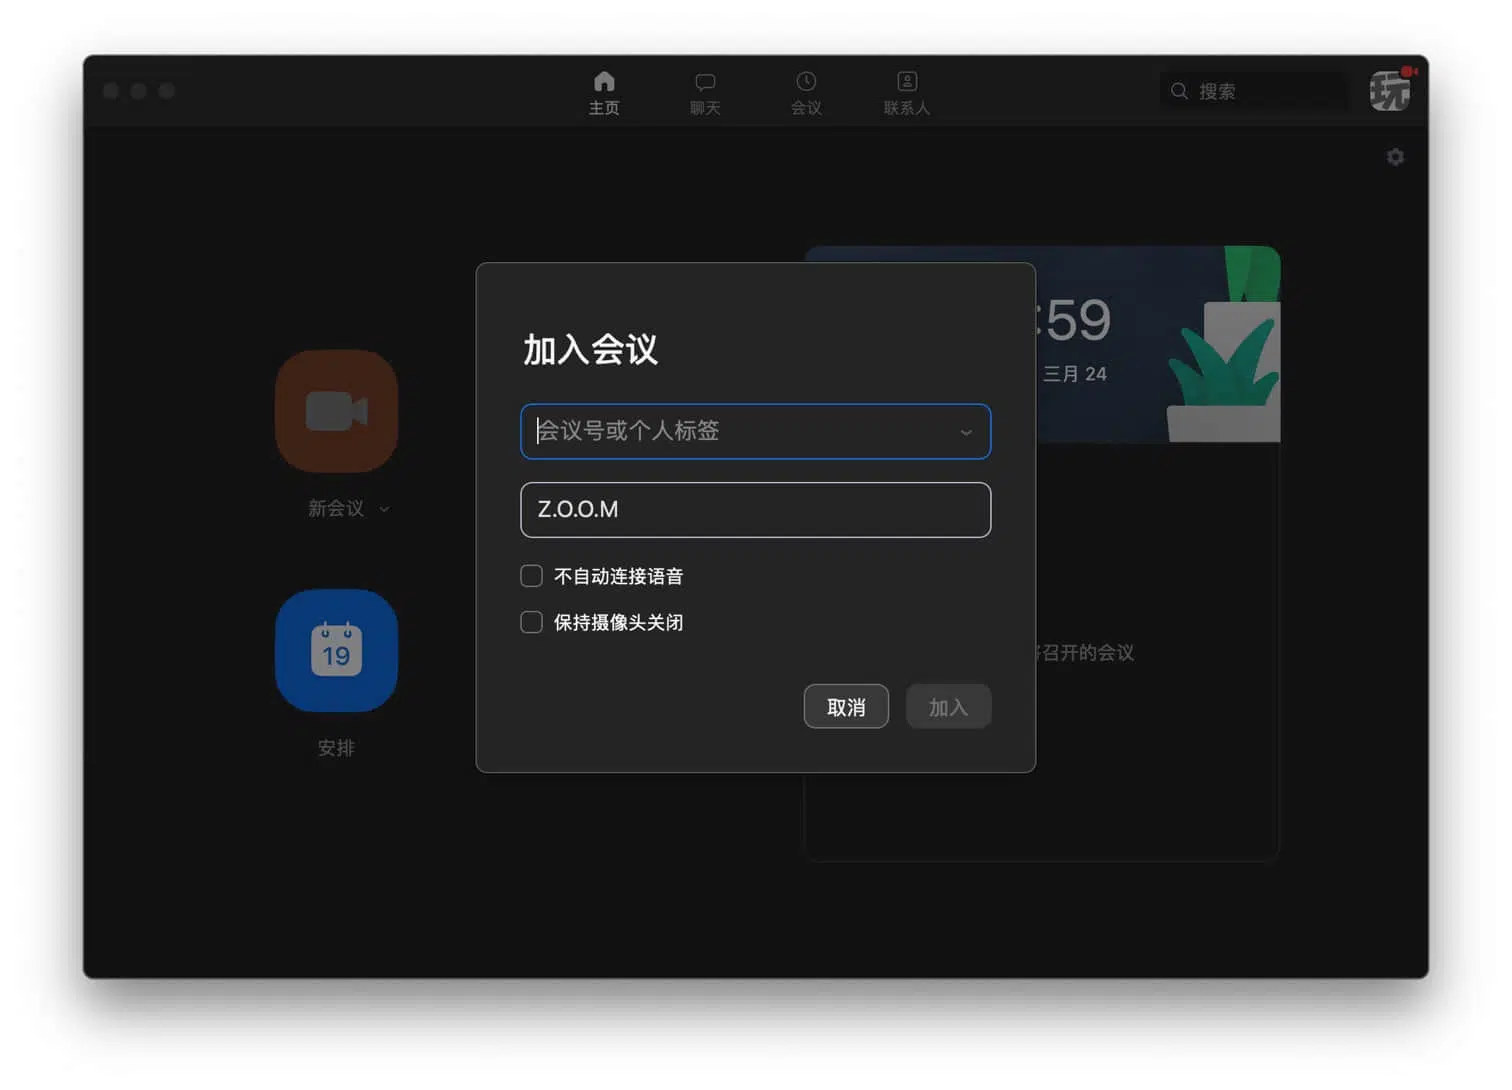 主页
聊天
会议
联系人
搜索
玩
:59
三月 24
加入会议
会议号或个人标签
Z.O.O.M
不自动连接语音
保持摄像头关闭
取消
加入
新会议
19
安排
召开的会议